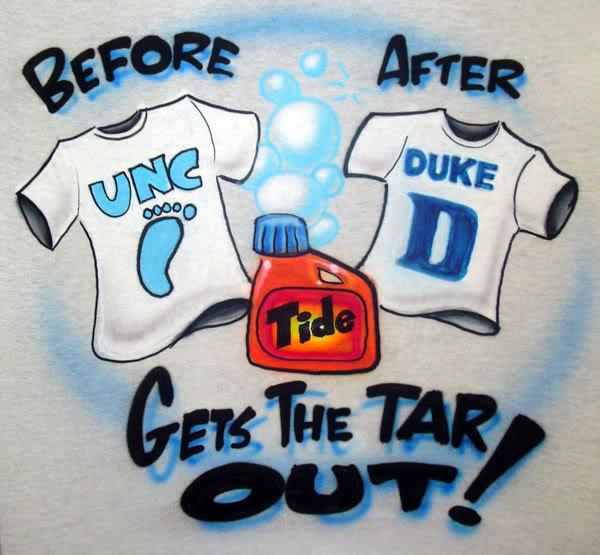 BEFORE
AFTER
UNC
DUKE
D
Tide
GETS THE TAR
OUT!